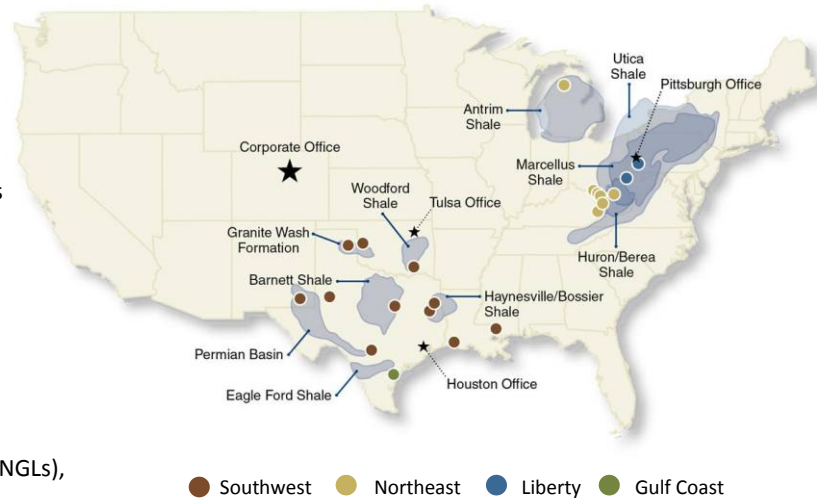 Utica
Shale
Pittsburgh Office
Antrim
Shale
Corporate Office
Marcellus
Shale
s
Woodford
Shale
Tulsa Office
Granite Wash
Formation
Huron/Berea
Shale
Barnett Shale
Haynesville/Bossier
Shale
Permian Basin
Houston Office
Eagle Ford Shale
NGLs),
Southwest Northeast Liberty Gulf Coast